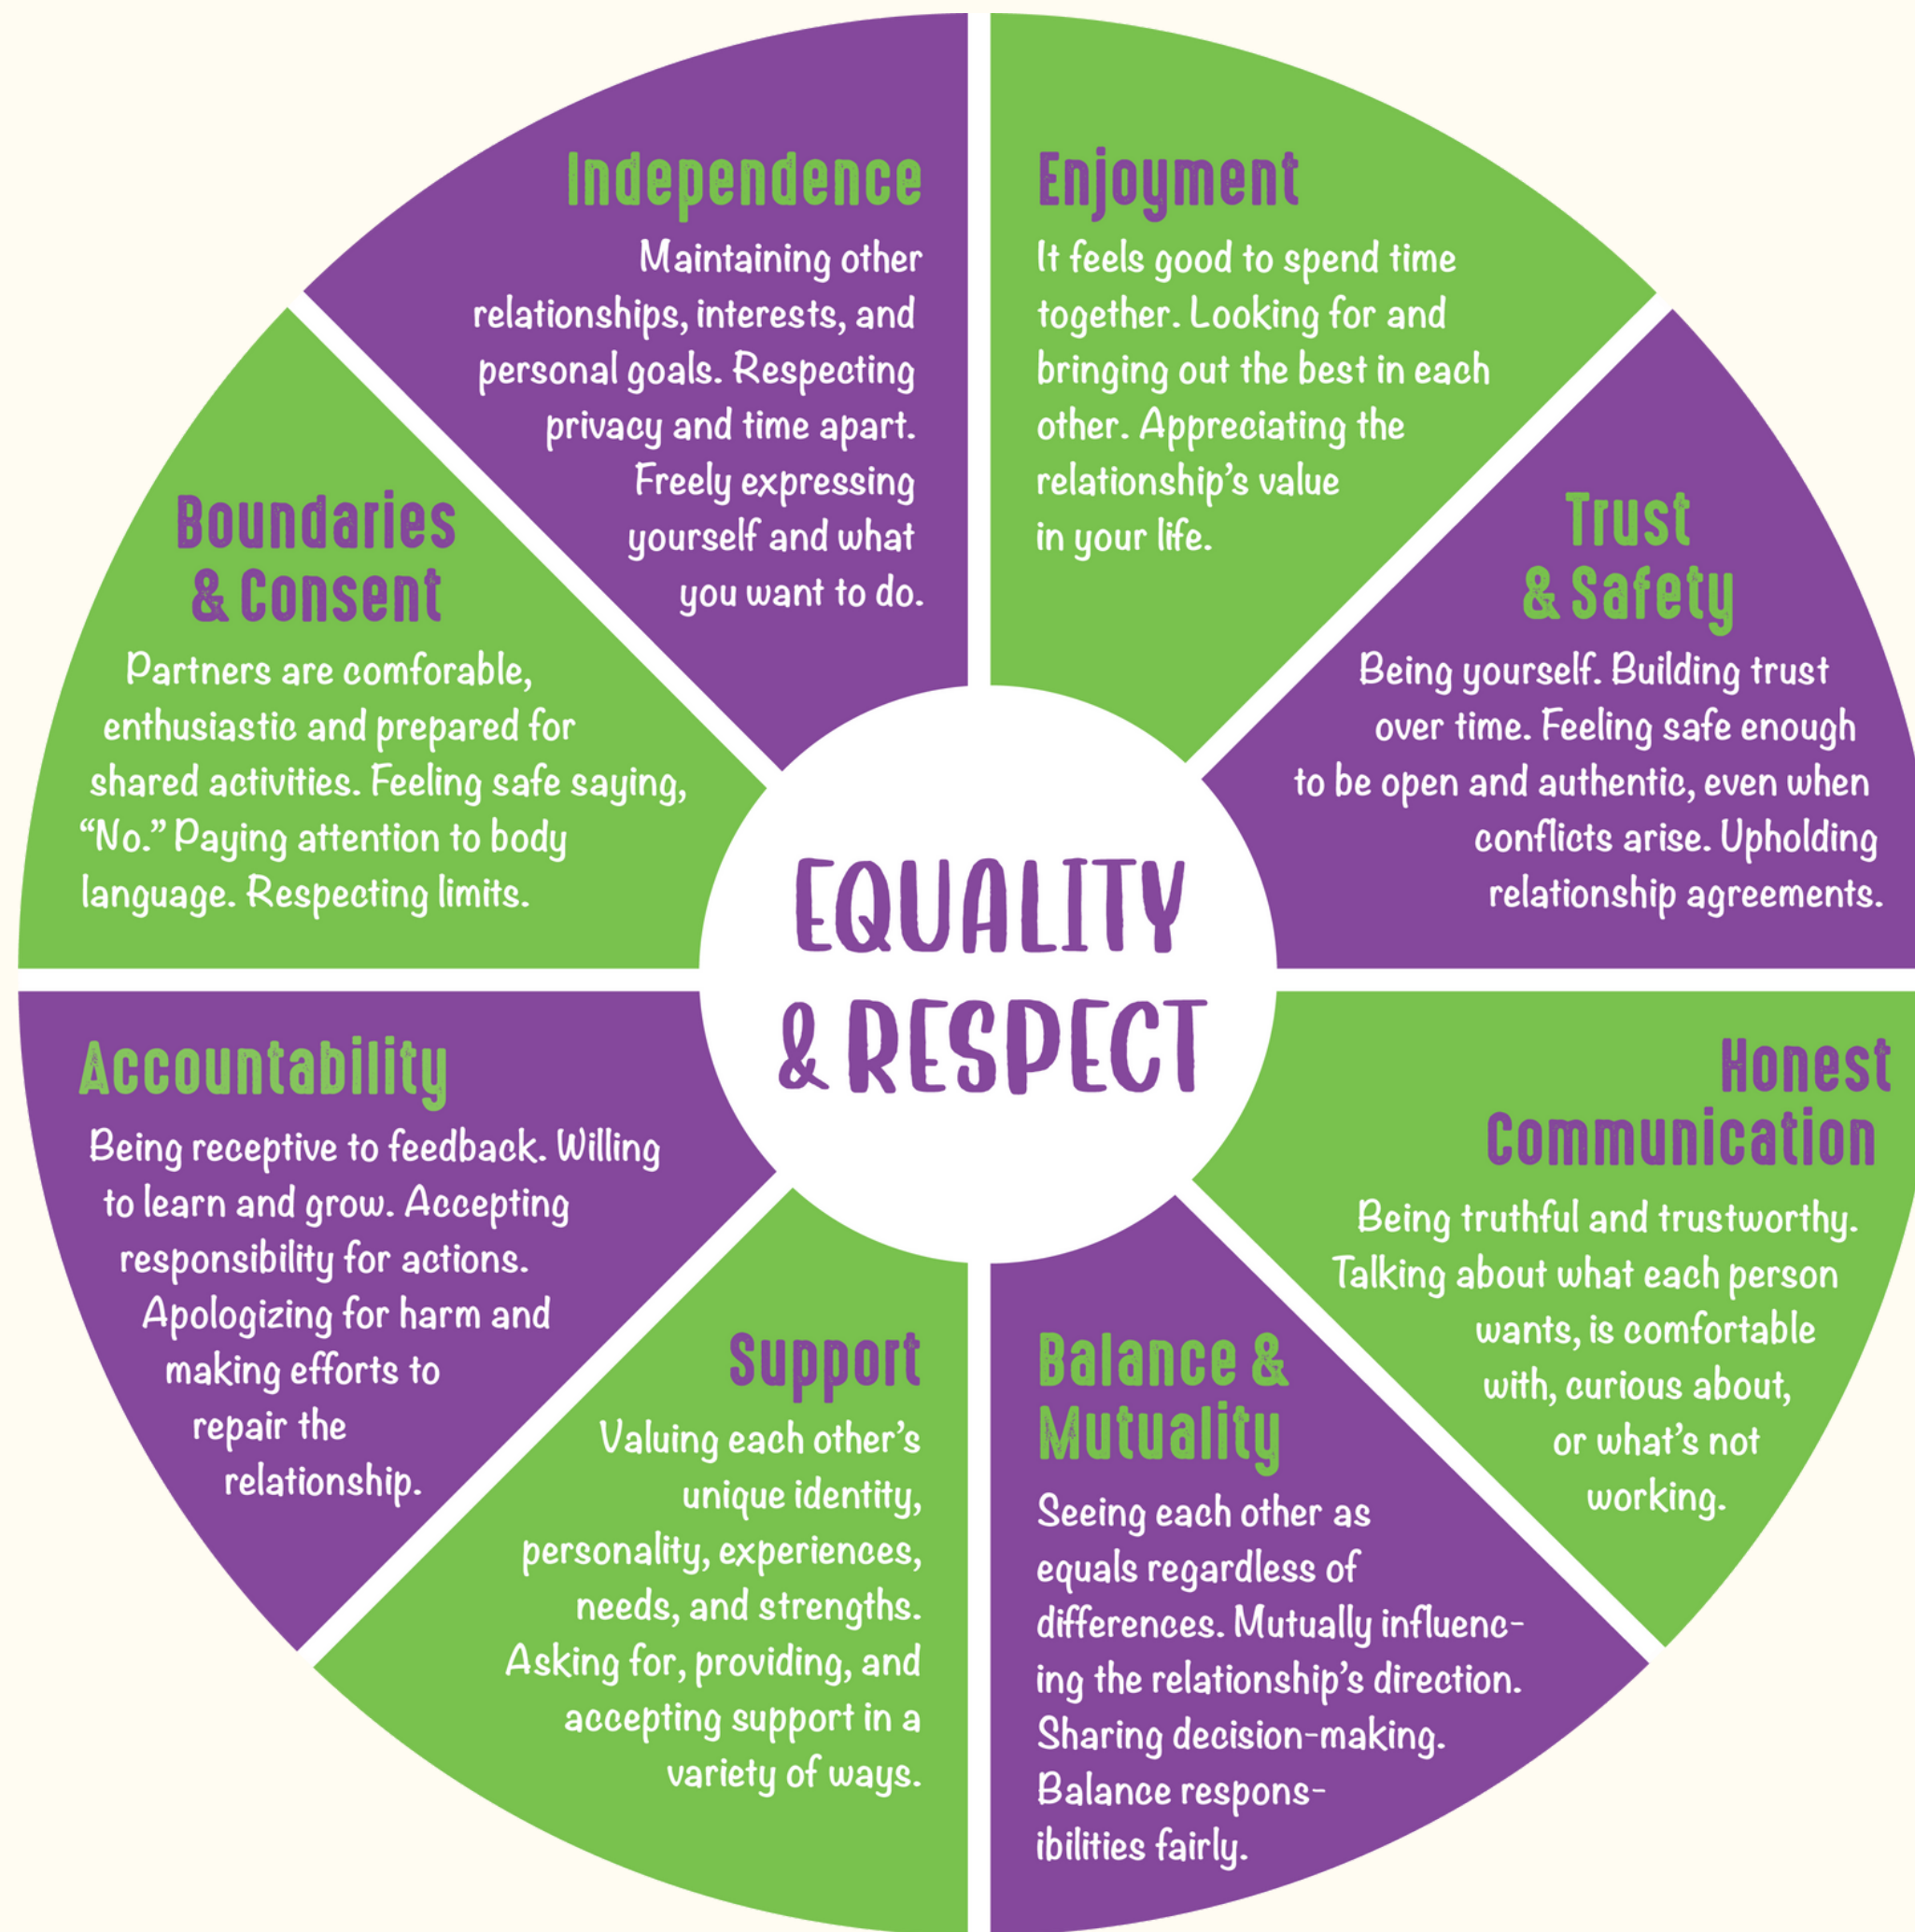 Independence
Maintaining other
relationships, interests, and
personal goals. Respecting
privacy and time apart.
Freely expressing
yourself and what
you want to do.
Enjoyment
It feels good to spend time
together. Looking for and
bringing out the best in each
other. Appreciating the
relationship's value
in your life.
Trust
& Safety
Being yourself. Building trust
over time. Feeling safe enough
to be open and authentic, even when
conflicts arise. Upholding
relationship agreements.
Honest
Communication
Being truthful and trustworthy.
Talking about what each person
wants, is comfortable
with, curious about,
or what's not
working.
Balance &
Mutuality
Seeing each other as
equals regardless of
differences. Mutually influenc-
ing the relationship's direction.
Sharing decision-making.
Balance respons-
ibilities fairly.
Support
Valuing each other's
unique identity,
personality, experiences,
needs, and strengths.
Asking for, providing, and
accepting support in a
variety of ways.
Accountability
Being receptive to feedback. Willing
to learn and grow. Accepting
responsibility for actions.
Apologizing for harm and
making efforts to
repair the
relationship.
Boundaries
& Consent
Partners are comforable,
enthusiastic and prepared for
shared activities. Feeling safe saying,
“No.” Paying attention to body
language. Respecting limits.
EQUALITY
& RESPECT